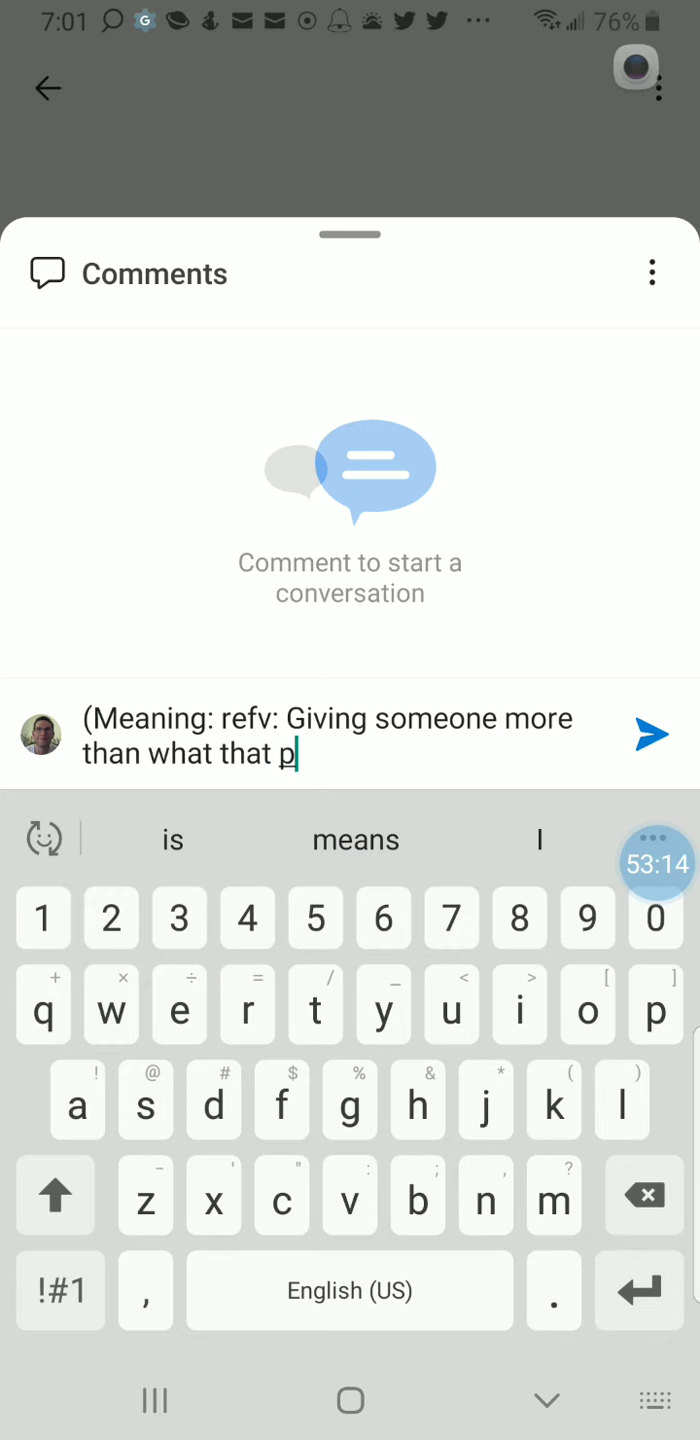 7:01 G 76%
Comments
Comment to start a
conversation
(Meaning: refv: Giving someone more
than what that p
is means I
53:14
1 2 3 4 5 6 7 8 9 0
+ × ÷ = / _ < > [ ]
q w e r t y u i o p
! @ # $ % & * ( )
a s d f g h j k l
- ' " : ; , ?
z x c v b n m
!#1 , English (US) .